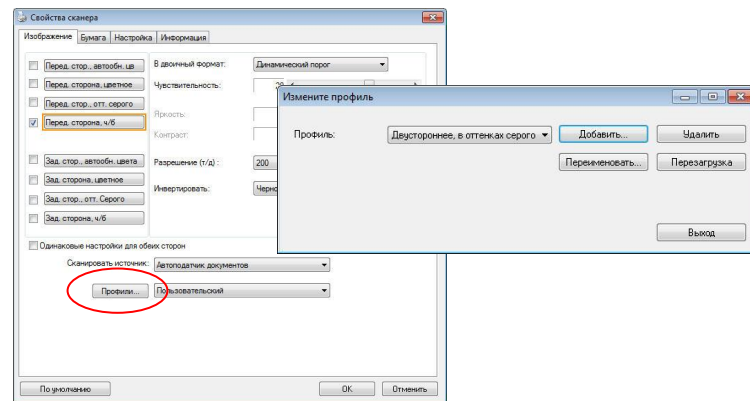 Свойства сканера
Изображение Бумага Настройка Информация
Перед. стор., автообн. цв
Перед. сторона, цветное
Перед. стор., отт. серого
Перед. сторона, ч/б
Зад. стор., автообн. цвета
Зад. сторона, цветное
Зад. стор., отт. Серого
Зад. сторона, ч/б
В двоичный формат: Динамический порог
Чувствительность:
Яркость:
Контраст:
Разрешение (т/д) : 200
Инвертировать:
Одинаковые настройки для обеих сторон
Сканировать источник: Автоподатчик документов
Профили... Пользовательский
По умолчанию OK Отменить
Измените профиль
Профиль: Двустороннее, в оттенках серого Добавить... Удалить
Переименовать... Перезагрузка
Выход